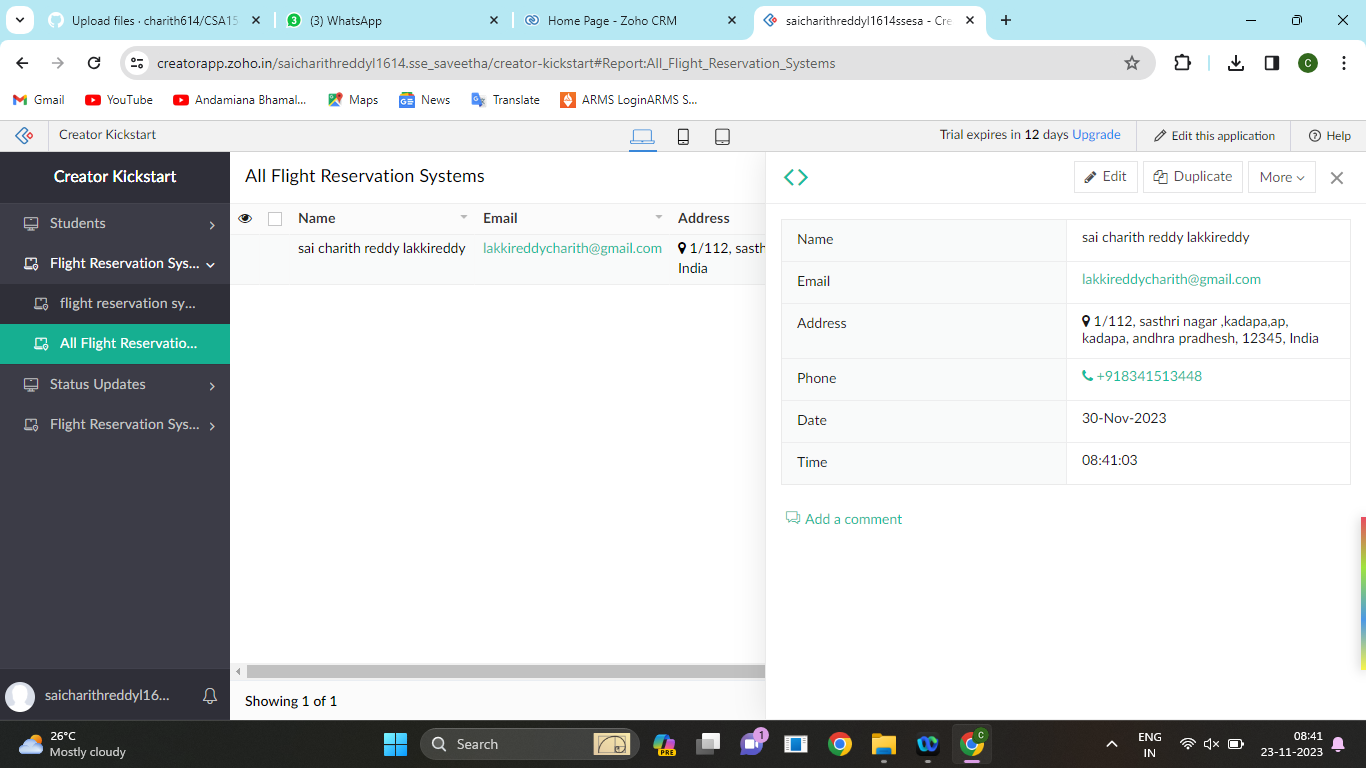 Upload files · charith614/CSA15
3
(3) WhatsApp
Home Page - Zoho CRM
saicharithreddyl1614ssesa - Cre
creatorapp.zoho.in/saicharithreddyl1614.sse_saveetha/creator-kickstart#Report:All_Flight_Reservation_Systems
C
Gmail
YouTube
Andamiana Bhamal...
Maps
News
Translate
ARMS LoginARMS S...
Creator Kickstart
Trial expires in 12 days Upgrade
Edit this application
Help
Creator Kickstart
Students
Flight Reservation Sys...
flight reservation sy...
All Flight Reservatio...
Status Updates
Flight Reservation Sys...
saicharithreddyl16...
All Flight Reservation Systems
Name Email Address
sai charith reddy lakkireddy lakkireddycharith@gmail.com 1/112, sasth
India
Showing 1 of 1
Edit
Duplicate
More
Name sai charith reddy lakkireddy
Email lakkireddycharith@gmail.com
Address 1/112, sasthri nagar ,kadapa,ap,
kadapa, andhra pradhesh, 12345, India
Phone +918341513448
Date 30-Nov-2023
Time 08:41:03
Add a comment
26°C
Mostly cloudy
Search
PRE
1
C
ENG
IN
08:41
23-11-2023